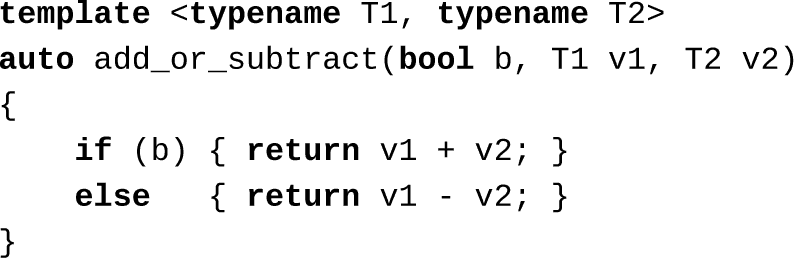 template <typename T1, typename T2>
auto add_or_subtract(bool b, T1 v1, T2 v2)
{
    if (b) { return v1 + v2; }
    else   { return v1 - v2; }
}